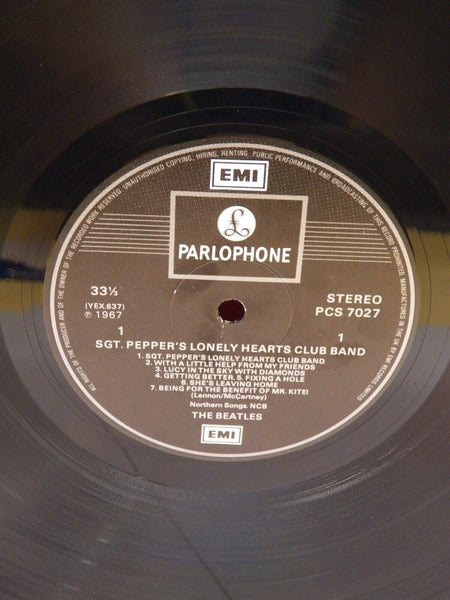 UNAUTHORISED COPYING, HIRING, RENTING, PUBLIC PERFORMANCE AND BROADCASTING OF THIS RECORD PROHIBITED. MANUFACTURED IN THE UK BY EMI RECORDS LIMITED
ALL RIGHTS OF THE PRODUCER AND OF THE OWNER OF THE RECORDED WORK RESERVED.
EMI
£
PARLOPHONE
33⅓
STEREO
(YEX.637)
PCS 7027
℗ 1967
1
1
SGT. PEPPER'S LONELY HEARTS CLUB BAND
1. SGT. PEPPER'S LONELY HEARTS CLUB BAND
2. WITH A LITTLE HELP FROM MY FRIENDS
3. LUCY IN THE SKY WITH DIAMONDS
4. GETTING BETTER. 5. FIXING A HOLE
6. SHE'S LEAVING HOME
7. BEING FOR THE BENEFIT OF MR. KITE!
(Lennon/McCartney)
Northern Songs. NCB
THE BEATLES
EMI